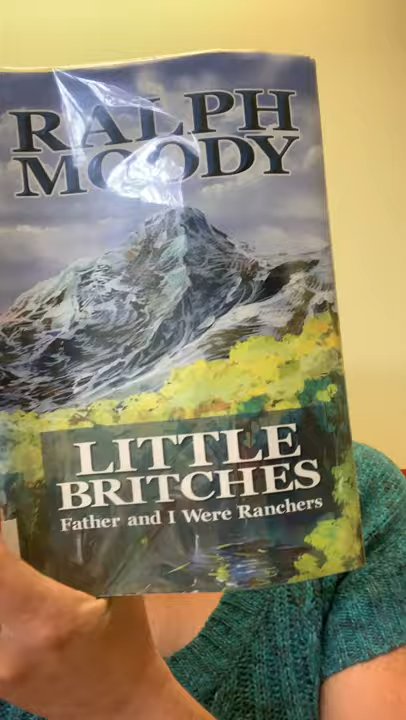 RALPH
MOODY
LITTLE
BRITCHES
Father and I Were Ranchers